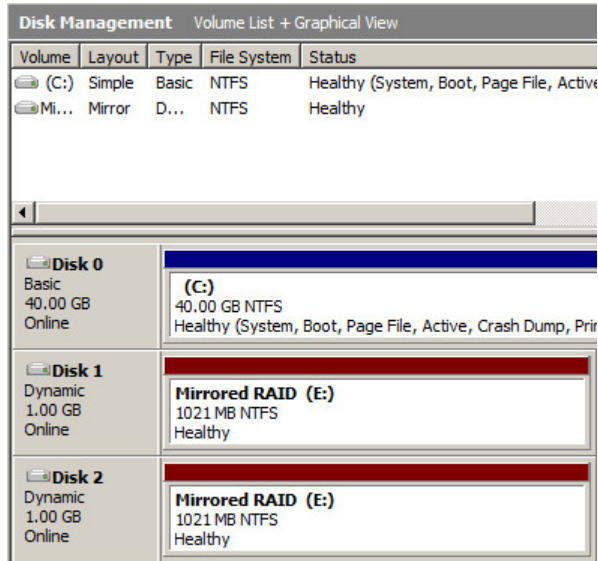 Disk Management Volume List + Graphical View
Volume Layout Type File System Status
(C:) Simple Basic NTFS Healthy (System, Boot, Page File, Active
Mi... Mirror D... NTFS Healthy
Disk 0
Basic
40.00 GB
Online
(C:)
40.00 GB NTFS
Healthy (System, Boot, Page File, Active, Crash Dump, Pri
Disk 1
Dynamic
1.00 GB
Online
Mirrored RAID (E:)
1021 MB NTFS
Healthy
Disk 2
Dynamic
1.00 GB
Online
Mirrored RAID (E:)
1021 MB NTFS
Healthy